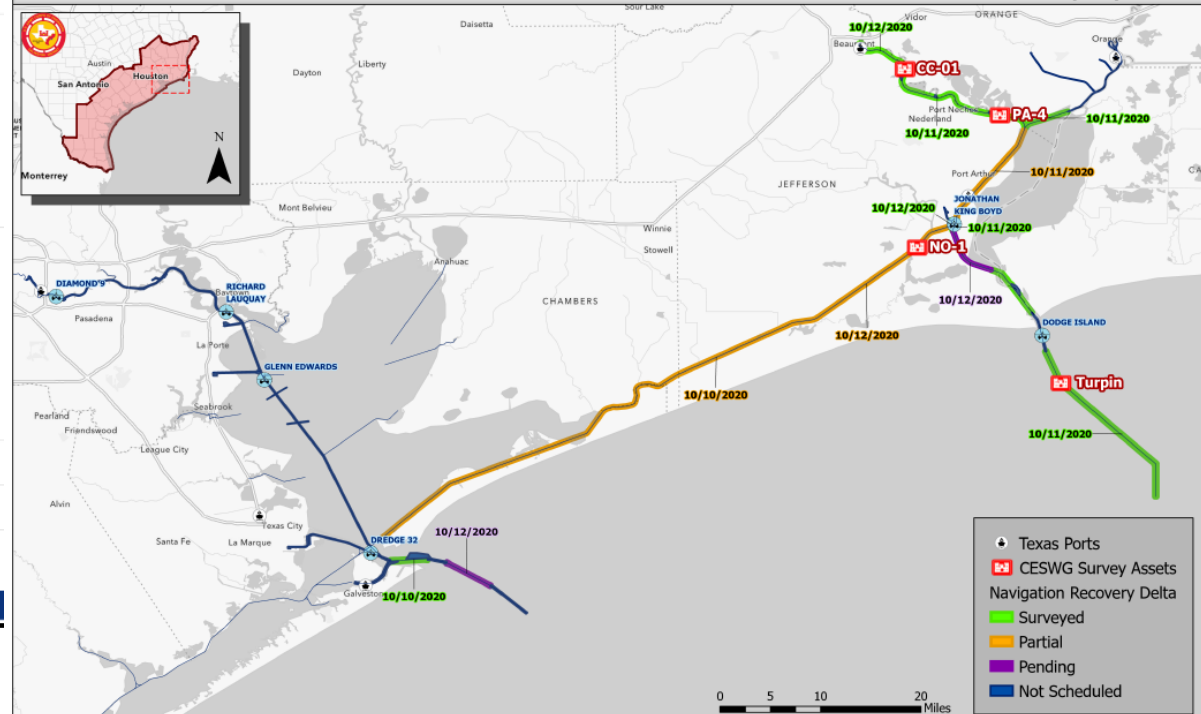 Sour Lake
Daisetta
Vidor
ORANGE
10/12/2020
Beaumont
Orange
Austin
Houston
San Antonio
N
Monterrey
Liberty
Dayton
CC-01
Port Neches
PA-4
Nederland
10/11/2020
10/11/2020
Port Arthur
10/11/2020
JEFFERSON
JONATHAN
KING BOYD
10/12/2020
10/11/2020
Mont Belvieu
Winnie
Stowell
NO-1
Anahuac
DIAMOND'9
RICHARD
LAUQUAY
Baytown
CHAMBERS
10/12/2020
Pasadena
DODGE ISLAND
10/12/2020
La Porte
GLENN EDWARDS
Turpin
10/10/2020
Seabrook
Pearland
Friendswood
10/11/2020
League City
Alvin
Texas City
Santa Fe
La Marque
DREDGE 32
10/12/2020
Galveston
10/10/2020
Texas Ports
CESWG Survey Assets
Navigation Recovery Delta
Surveyed
Partial
Pending
Not Scheduled
0 5 10 20
Miles